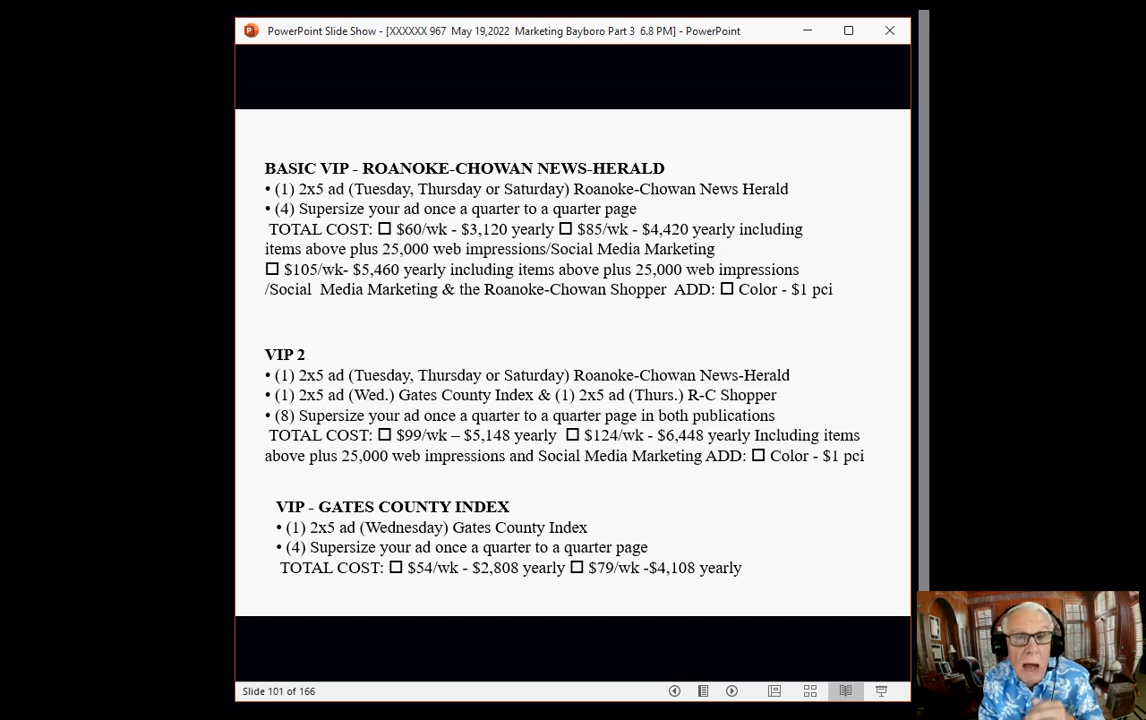 PowerPoint Slide Show - [XXXXXX 967 May 19,2022 Marketing Bayboro Part 3 6.8 PM] - PowerPoint
BASIC VIP - ROANOKE-CHOWAN NEWS-HERALD
• (1) 2x5 ad (Tuesday, Thursday or Saturday) Roanoke-Chowan News Herald
• (4) Supersize your ad once a quarter to a quarter page
TOTAL COST: ☐ $60/wk - $3,120 yearly ☐ $85/wk - $4,420 yearly including
items above plus 25,000 web impressions/Social Media Marketing
☐ $105/wk- $5,460 yearly including items above plus 25,000 web impressions
/Social Media Marketing & the Roanoke-Chowan Shopper ADD: ☐ Color - $1 pci
VIP 2
• (1) 2x5 ad (Tuesday, Thursday or Saturday) Roanoke-Chowan News-Herald
• (1) 2x5 ad (Wed.) Gates County Index & (1) 2x5 ad (Thurs.) R-C Shopper
• (8) Supersize your ad once a quarter to a quarter page in both publications
TOTAL COST: ☐ $99/wk – $5,148 yearly ☐ $124/wk - $6,448 yearly Including items
above plus 25,000 web impressions and Social Media Marketing ADD: ☐ Color - $1 pci
VIP - GATES COUNTY INDEX
• (1) 2x5 ad (Wednesday) Gates County Index
• (4) Supersize your ad once a quarter to a quarter page
TOTAL COST: ☐ $54/wk - $2,808 yearly ☐ $79/wk -$4,108 yearly
Slide 101 of 166